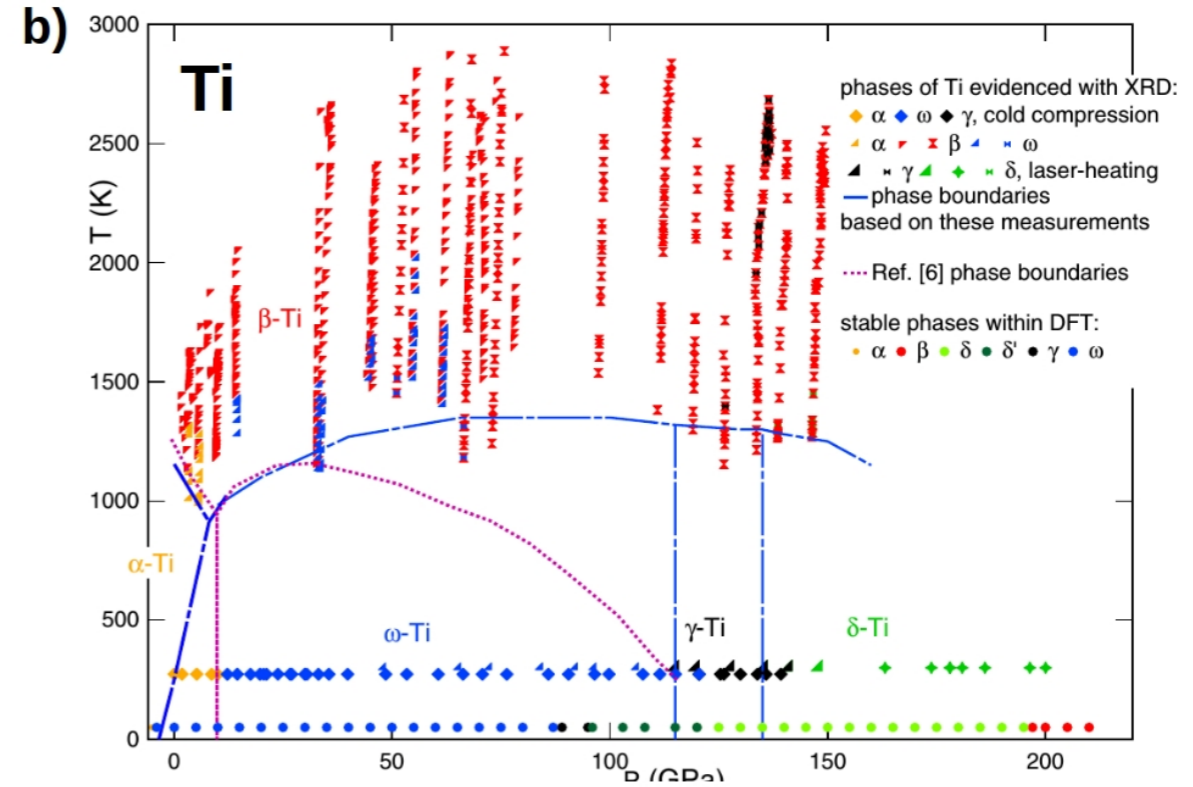 b)
3000
2500
2000
1500
1000
500
0
T (K)
Ti
phases of Ti evidenced with XRD:
α ω γ, cold compression
α β ω
γ δ, laser-heating
phase boundaries
based on these measurements
Ref. [6] phase boundaries
stable phases within DFT:
α β δ δ' γ ω
β-Ti
α-Ti
ω-Ti
γ-Ti
δ-Ti
0 50 100 150 200
P (GPa)